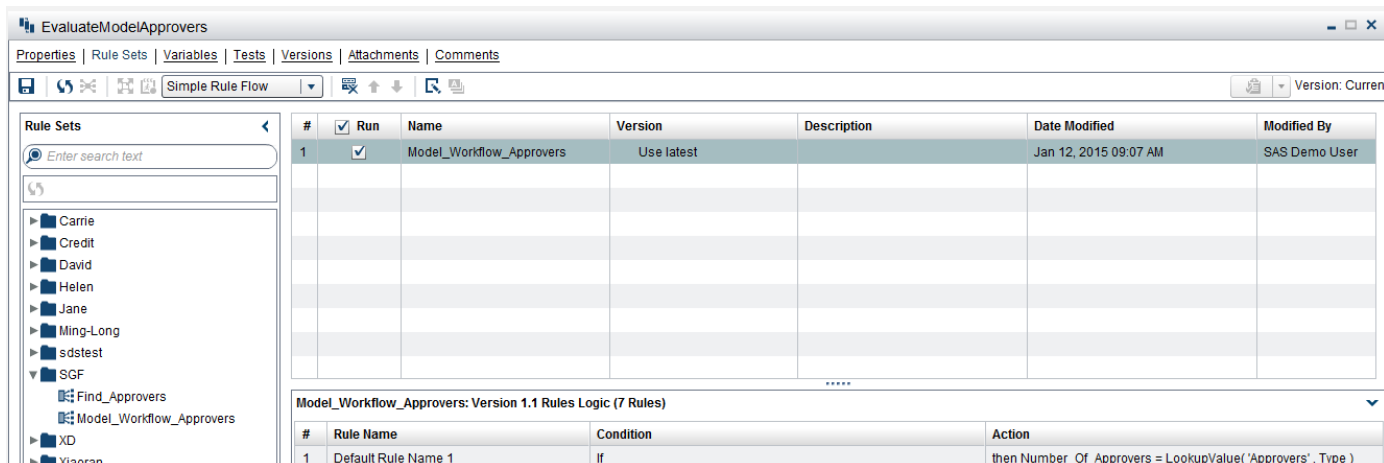 EvaluateModelApprovers
Properties | Rule Sets | Variables | Tests | Versions | Attachments | Comments
Simple Rule Flow
Version: Curren
Rule Sets
Enter search text
Carrie
Credit
David
Helen
Jane
Ming-Long
sdstest
SGF
Find_Approvers
Model_Workflow_Approvers
XD
Xiaoran
# Run Name Version Description Date Modified Modified By
1 Model_Workflow_Approvers Use latest Jan 12, 2015 09:07 AM SAS Demo User
Model_Workflow_Approvers: Version 1.1 Rules Logic (7 Rules)
# Rule Name Condition Action
1 Default Rule Name 1 If then Number_Of_Approvers = LookupValue( 'Approvers' , Type )